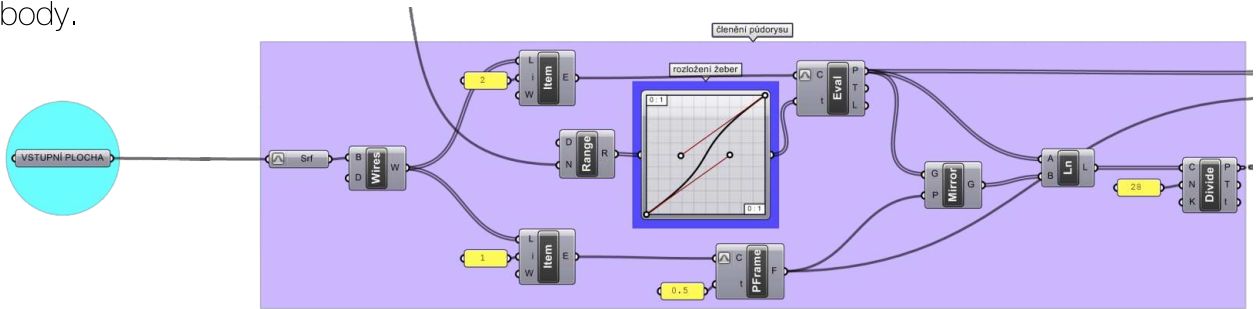 body.
členění půdorysu
rozložení žeber
VSTUPNÍ PLOCHA
Srf
B
D
Wires
W
2
L
i
W
Item
E
D
N
Range
R
0 : 1
0 : 1
C
t
Eval
P
T
L
1
L
i
W
Item
E
0.5
C
t
PFrame
F
G
P
Mirror
G
A
B
Ln
L
28
C
N
K
Divide
P
T
t